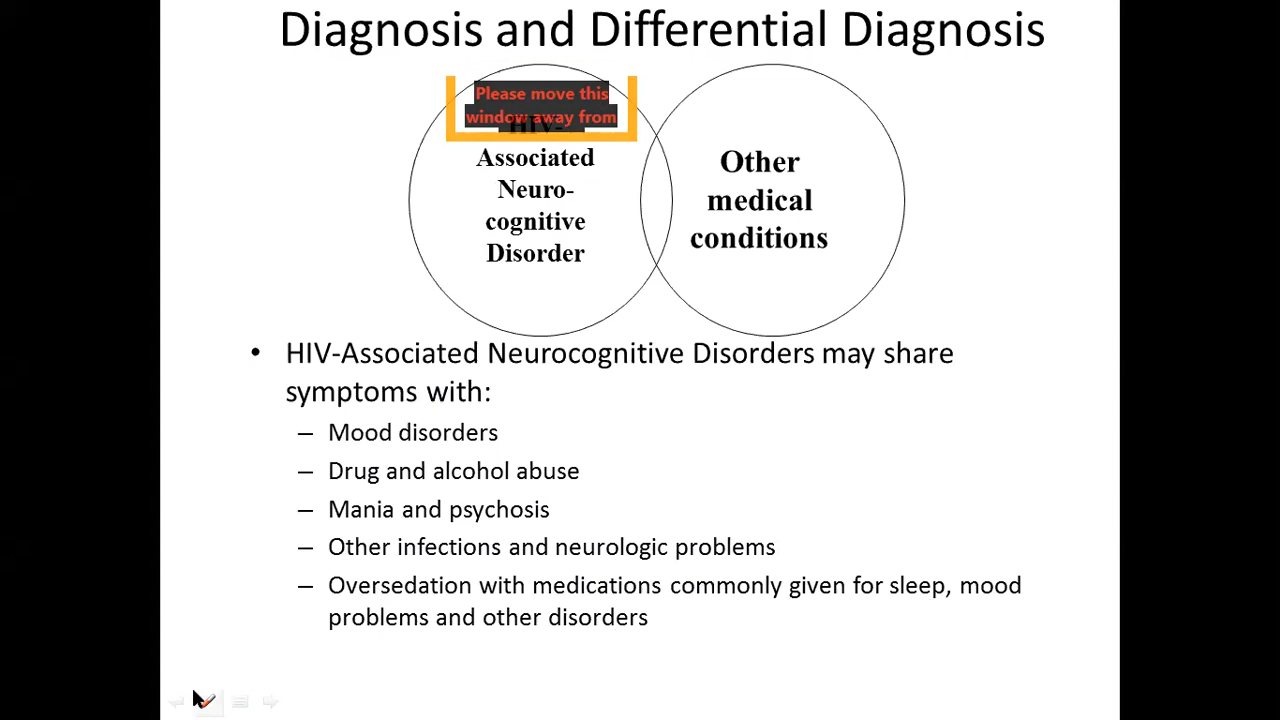 Diagnosis and Differential Diagnosis
Please move this
window away from
HIV-
Associated
Neuro-
cognitive
Disorder
Other
medical
conditions
• HIV-Associated Neurocognitive Disorders may share
symptoms with:
– Mood disorders
– Drug and alcohol abuse
– Mania and psychosis
– Other infections and neurologic problems
– Oversedation with medications commonly given for sleep, mood
problems and other disorders